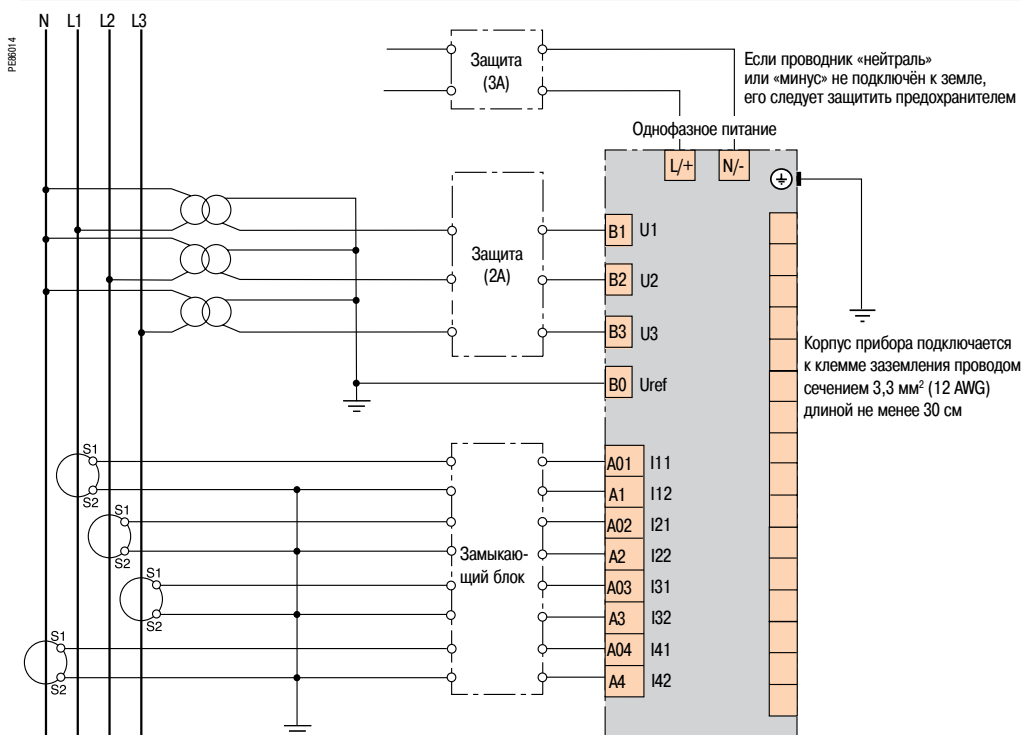 PE86014
N L1 L2 L3
Защита
(3А)
Если проводник «нейтраль»
или «минус» не подключён к земле,
его следует защитить предохранителем
Однофазное питание
L/+ N/-
Защита
(2А)
B1 U1
B2 U2
B3 U3
B0 Uref
Корпус прибора подключается
к клемме заземления проводом
сечением 3,3 мм² (12 AWG)
длиной не менее 30 см
S1
S2
S1
S2
S1
S2
S1
S2
Замыкаю-
щий блок
A01 I11
A1 I12
A02 I21
A2 I22
A03 I31
A3 I32
A04 I41
A4 I42